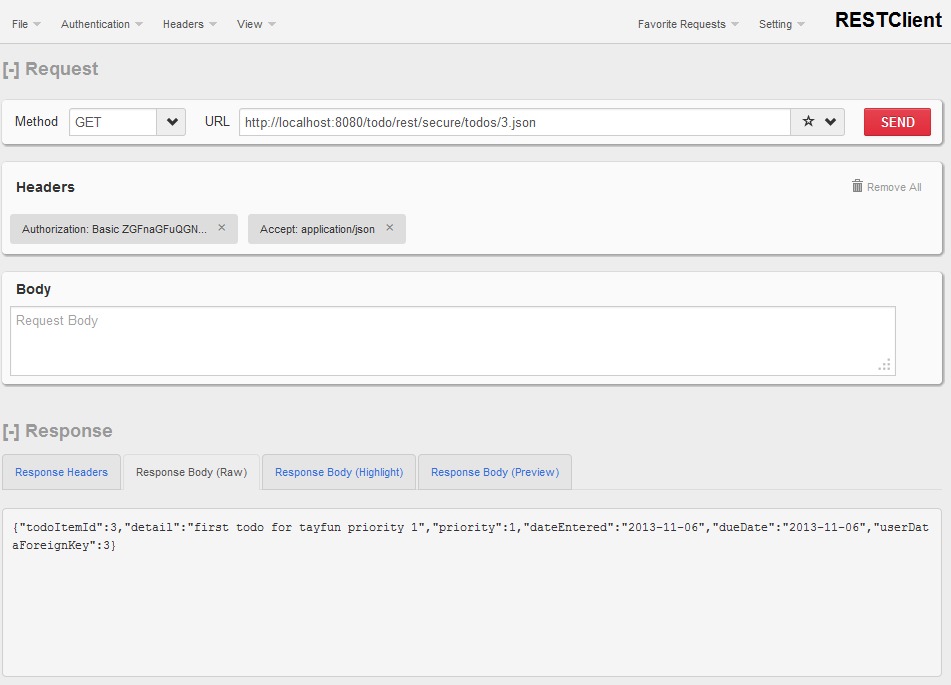 File Authentication Headers View Favorite Requests Setting RESTClient
[-] Request
Method GET URL http://localhost:8080/todo/rest/secure/todos/3.json SEND
Headers Remove All
Authorization: Basic ZGFnaGFuQGN... × Accept: application/json ×
Body
Request Body
[-] Response
Response Headers Response Body (Raw) Response Body (Highlight) Response Body (Preview)
{"todoItemId":3,"detail":"first todo for tayfun priority 1","priority":1,"dateEntered":"2013-11-06","dueDate":"2013-11-06","userDat
aForeignKey":3}